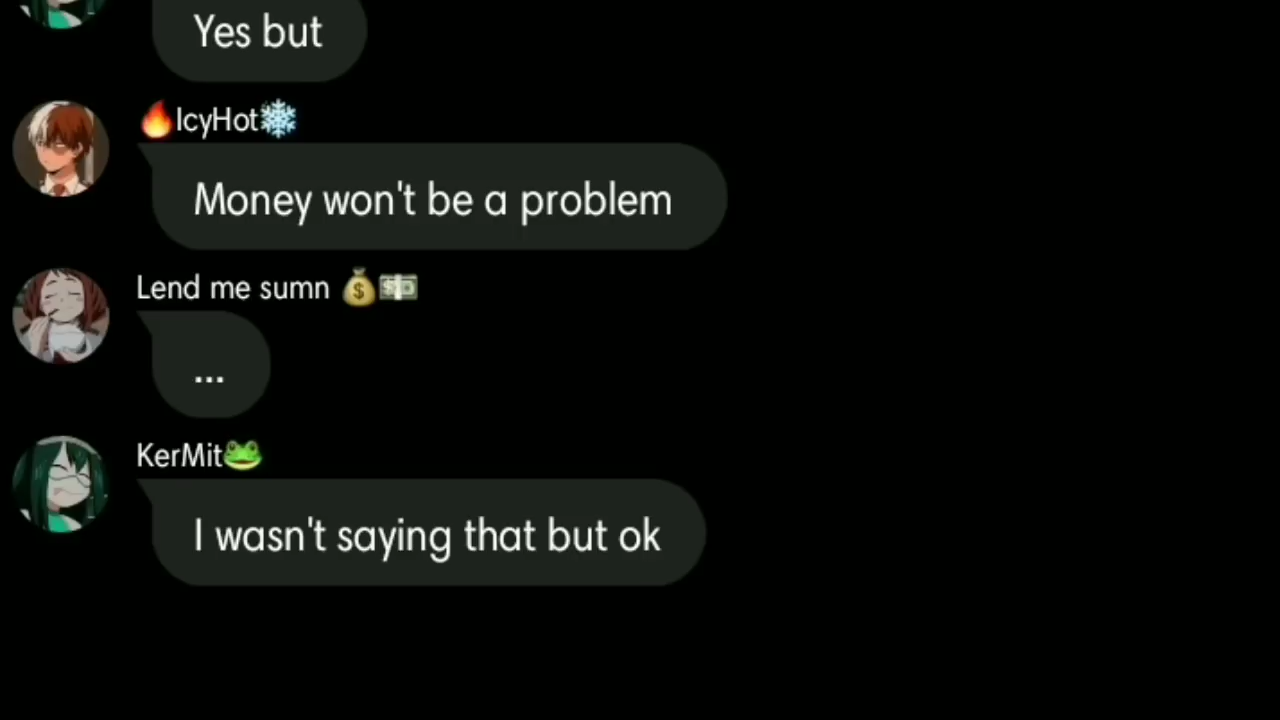 Yes but
🔥IcyHot❄️
Money won't be a problem
Lend me sumn 💰💵
...
KerMit🐸
I wasn't saying that but ok